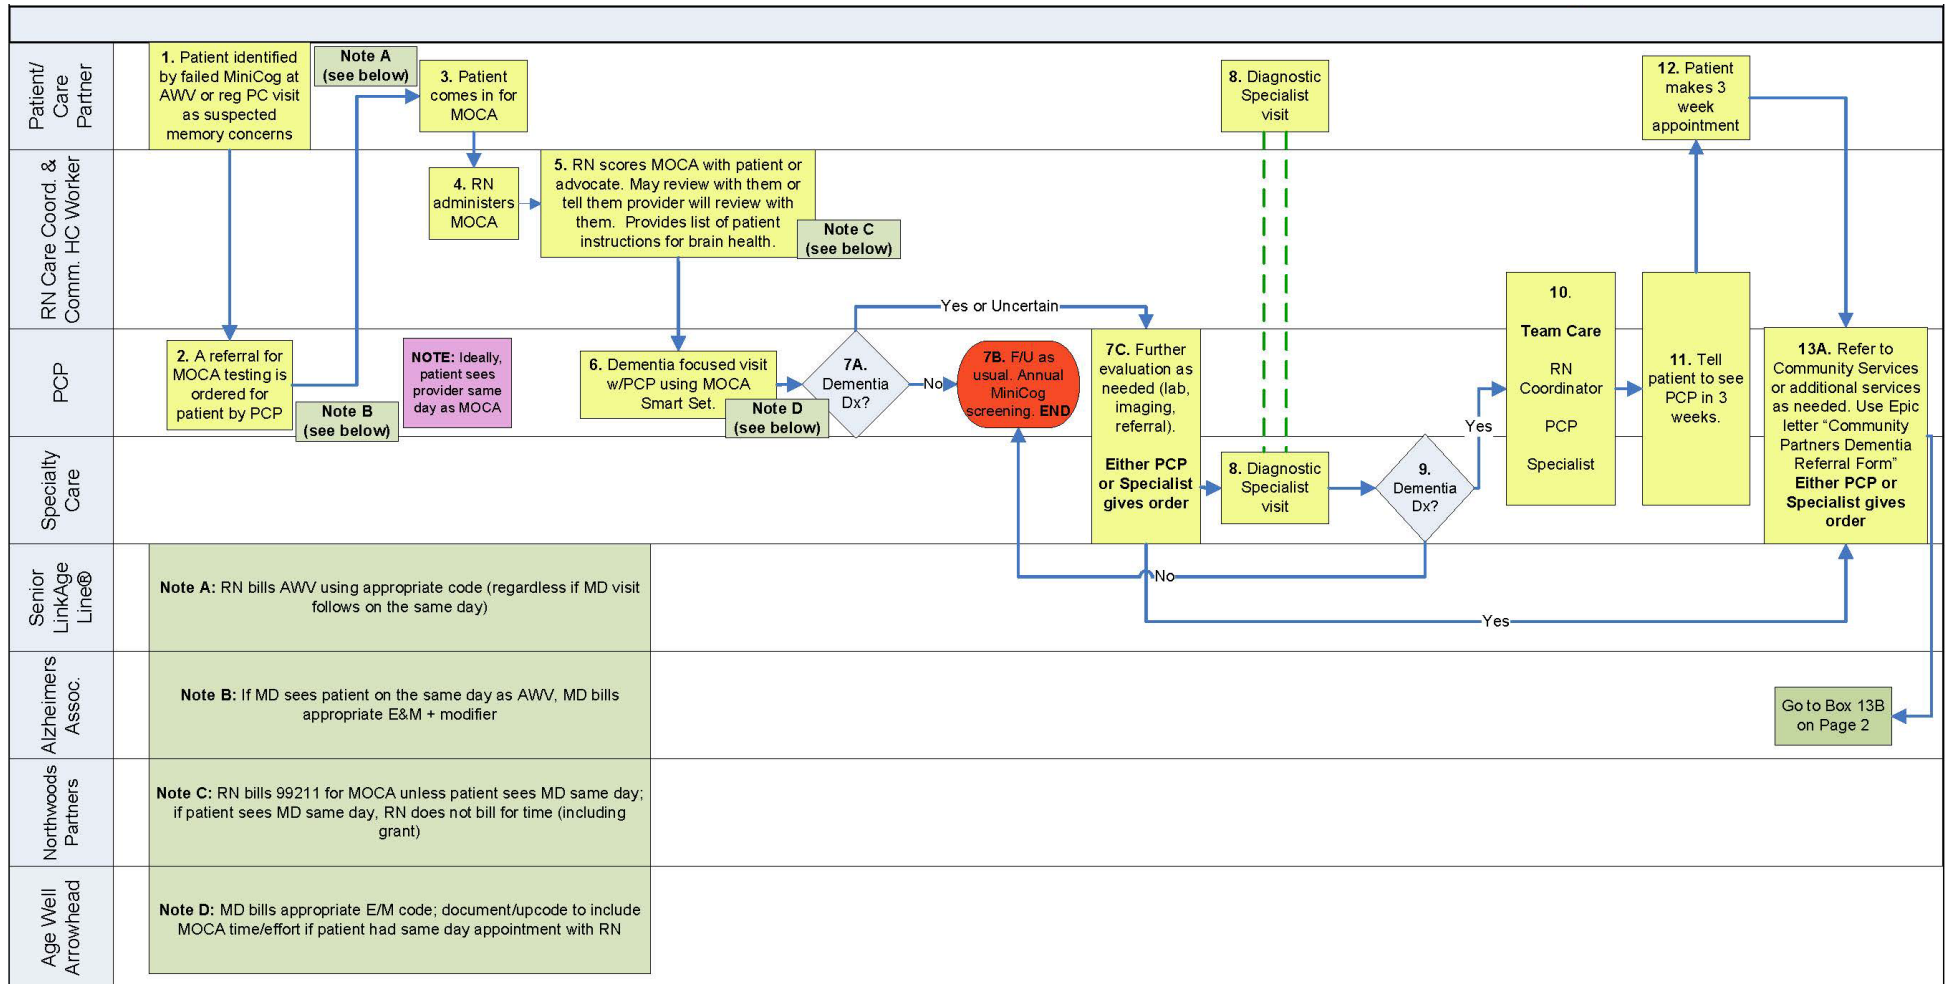 Patient/
Care
Partner
1. Patient identified
by failed MiniCog at
AWV or reg PC visit
as suspected
memory concerns
Note A
(see below)
3. Patient
comes in for
MOCA
8. Diagnostic
Specialist
visit
12. Patient
makes 3
week
appointment
RN Care Coord. &
Comm. HC Worker
4. RN
administers
MOCA
5. RN scores MOCA with patient or
advocate. May review with them or
tell them provider will review with
them. Provides list of patient
instructions for brain health.
Note C
(see below)
Yes or Uncertain
10.
Team Care
RN
Coordinator
PCP
Specialist
11. Tell
patient to see
PCP in 3
weeks.
PCP
2. A referral for
MOCA testing is
ordered for
patient by PCP
Note B
(see below)
NOTE: Ideally,
patient sees
provider same
day as MOCA
6. Dementia focused visit
w/PCP using MOCA
Smart Set.
Note D
(see below)
7A.
Dementia
Dx?
No
7B. F/U as
usual. Annual
MiniCog
screening. END
7C. Further
evaluation as
needed (lab,
imaging,
referral).
Either PCP
or Specialist
gives order
13A. Refer to
Community Services
or additional services
as needed. Use Epic
letter “Community
Partners Dementia
Referral Form”
Either PCP or
Specialist gives
order
Specialty
Care
8. Diagnostic
Specialist
visit
9.
Dementia
Dx?
Yes
No
Yes
Senior
LinkAge
Line®
Note A: RN bills AWV using appropriate code (regardless if MD visit
follows on the same day)
Alzheimers
Assoc.
Note B: If MD sees patient on the same day as AWV, MD bills
appropriate E&M + modifier
Go to Box 13B
on Page 2
Northwoods
Partners
Note C: RN bills 99211 for MOCA unless patient sees MD same day;
if patient sees MD same day, RN does not bill for time (including
grant)
Age Well
Arrowhead
Note D: MD bills appropriate E/M code; document/upcode to include
MOCA time/effort if patient had same day appointment with RN